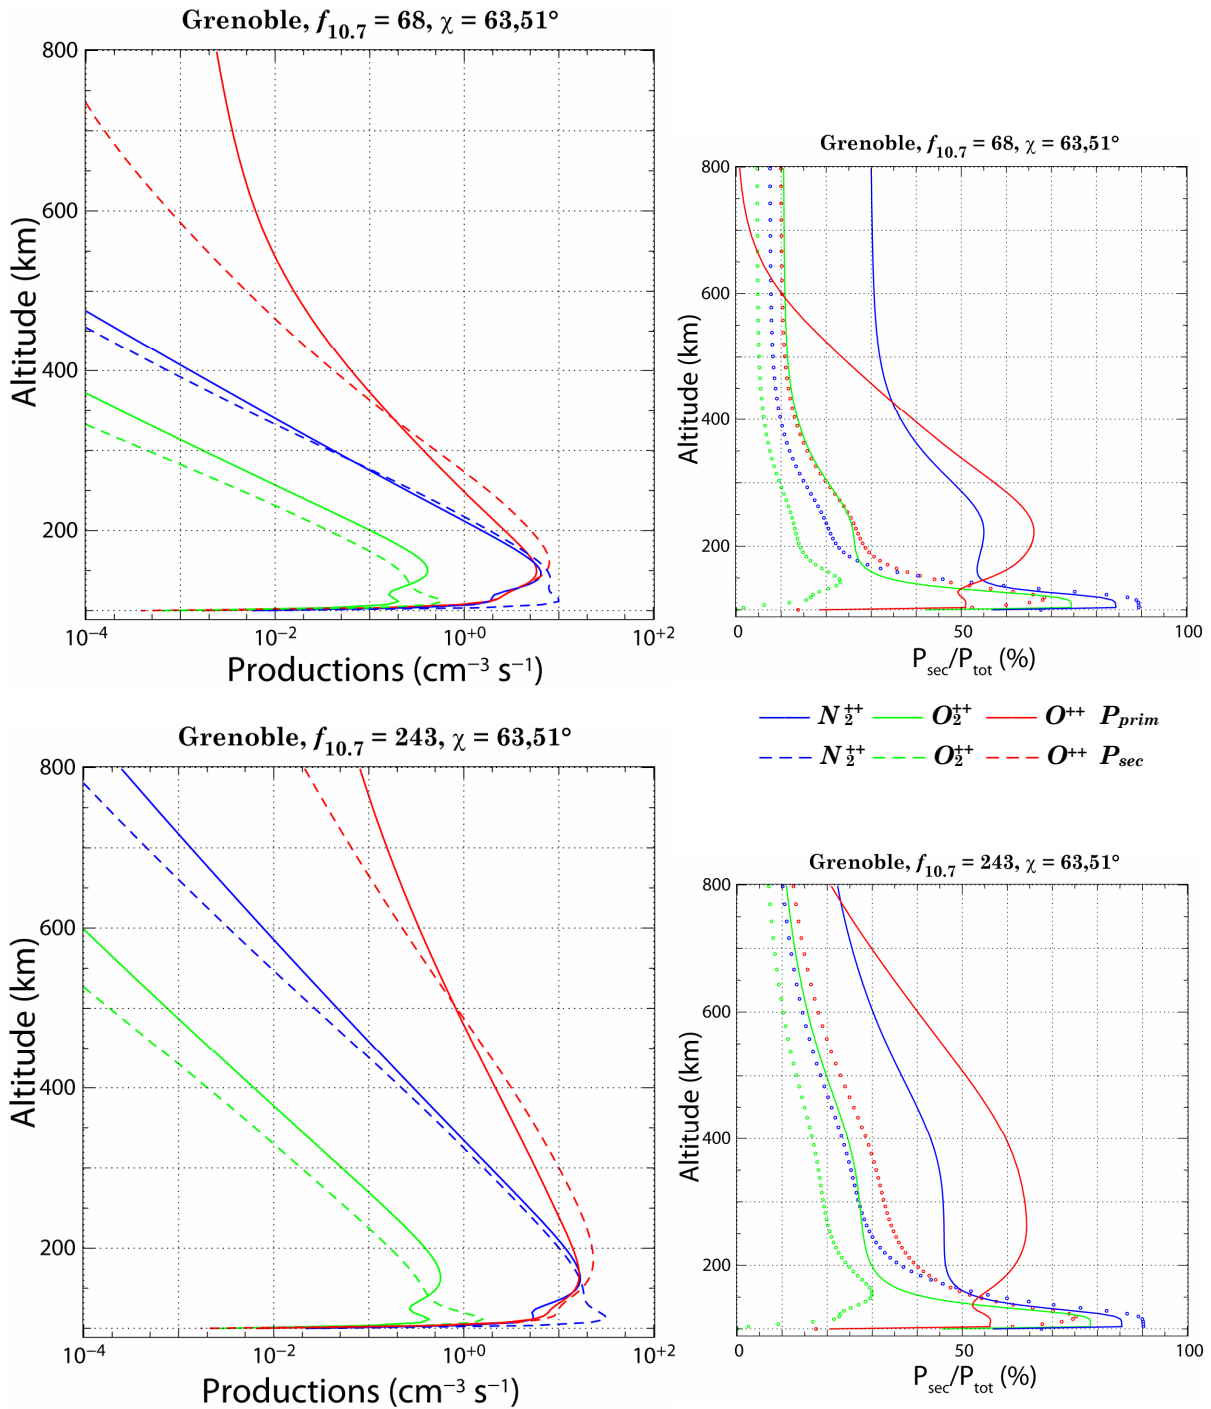 Grenoble, f10.7 = 68, χ = 63,51°
800
600
400
200
Altitude (km)
10⁻⁴ 10⁻² 10⁺⁰ 10⁺²
Productions (cm⁻³ s⁻¹)
Grenoble, f10.7 = 68, χ = 63,51°
800
600
400
200
Altitude (km)
0 50 100
Psec/Ptot (%)
N₂⁺⁺ O₂⁺⁺ O⁺⁺ Pprim
N₂⁺⁺ O₂⁺⁺ O⁺⁺ Psec
Grenoble, f10.7 = 243, χ = 63,51°
800
600
400
200
Altitude (km)
10⁻⁴ 10⁻² 10⁺⁰ 10⁺²
Productions (cm⁻³ s⁻¹)
Grenoble, f10.7 = 243, χ = 63,51°
800
600
400
200
Altitude (km)
0 50 100
Psec/Ptot (%)